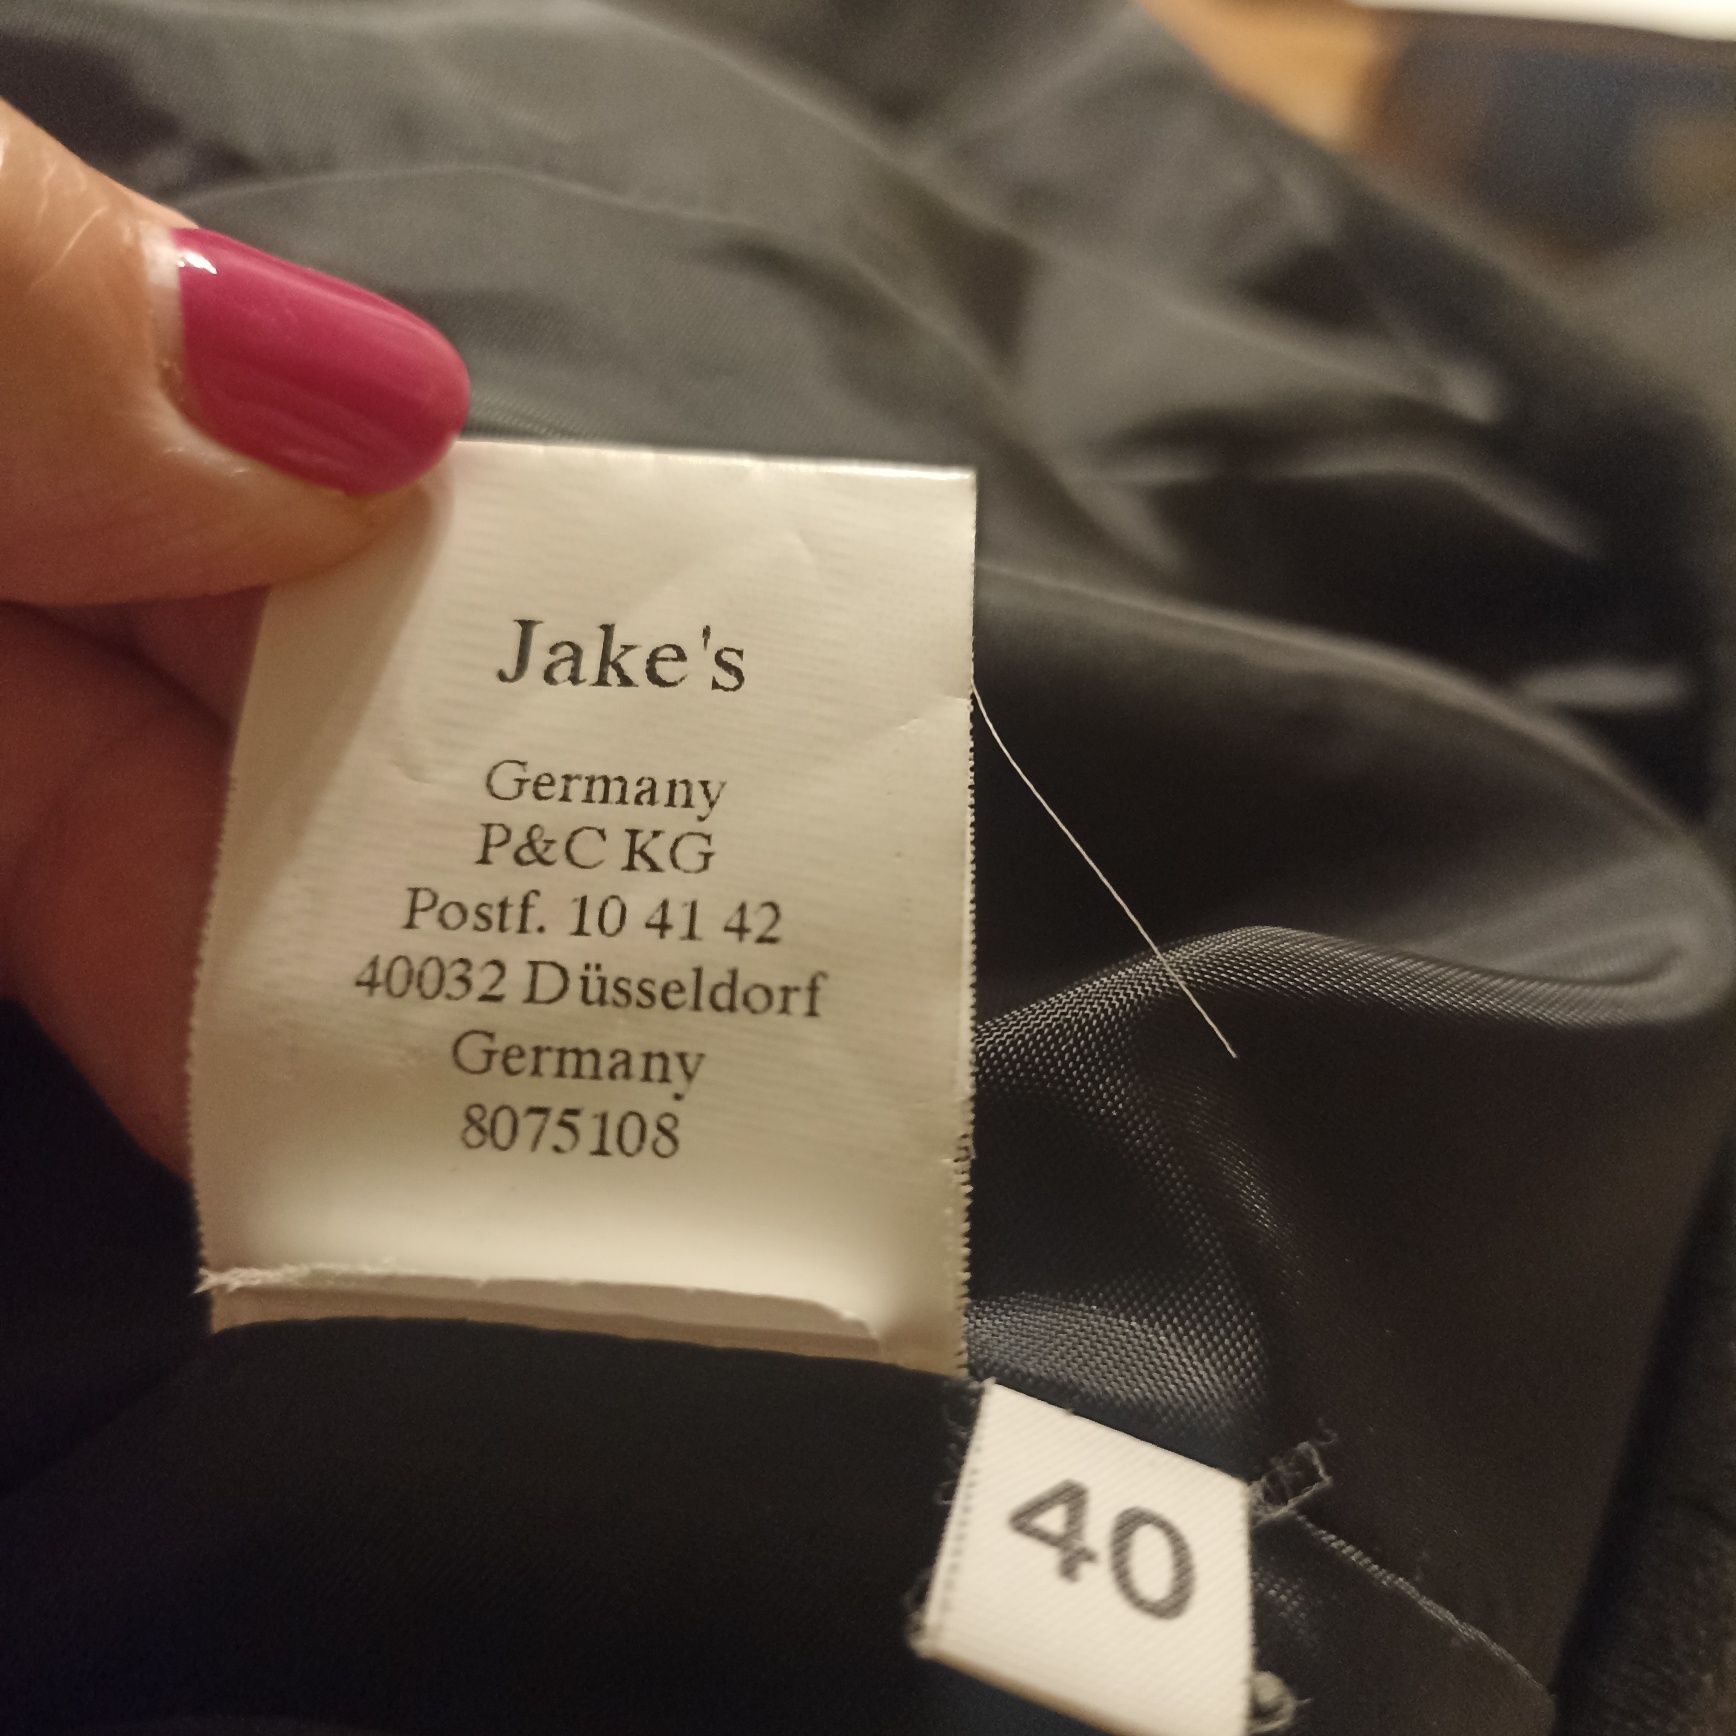 Jake's
Germany
P&C KG
Postf. 10 41 42
40032 Düsseldorf
Germany
8075108
40